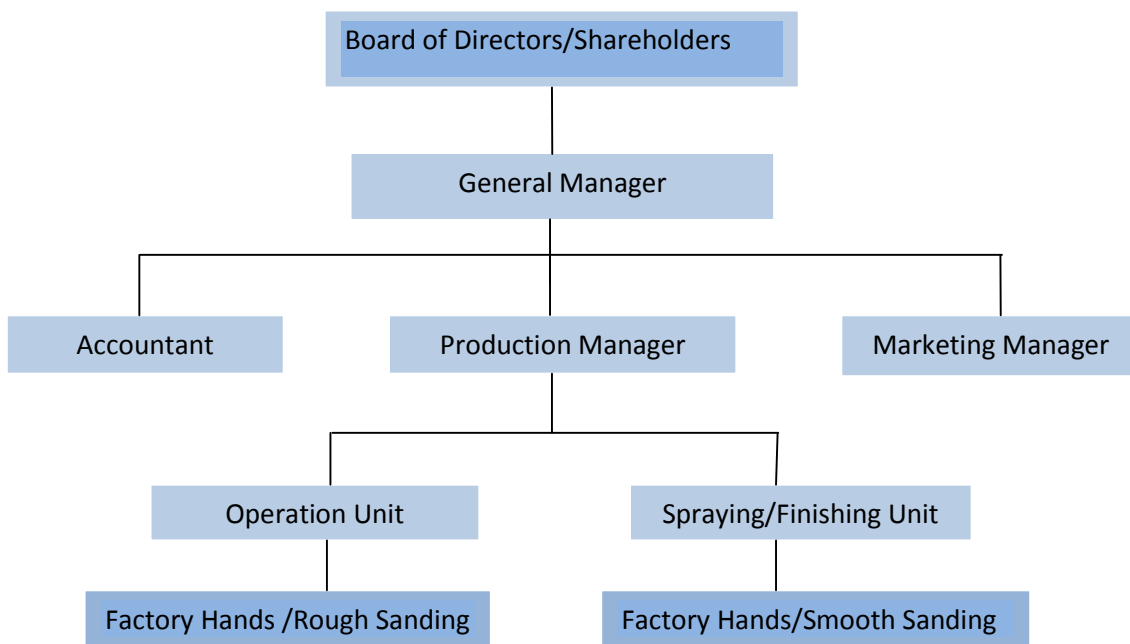 Board of Directors/Shareholders
General Manager
Accountant
Production Manager
Marketing Manager
Operation Unit
Spraying/Finishing Unit
Factory Hands /Rough Sanding
Factory Hands/Smooth Sanding